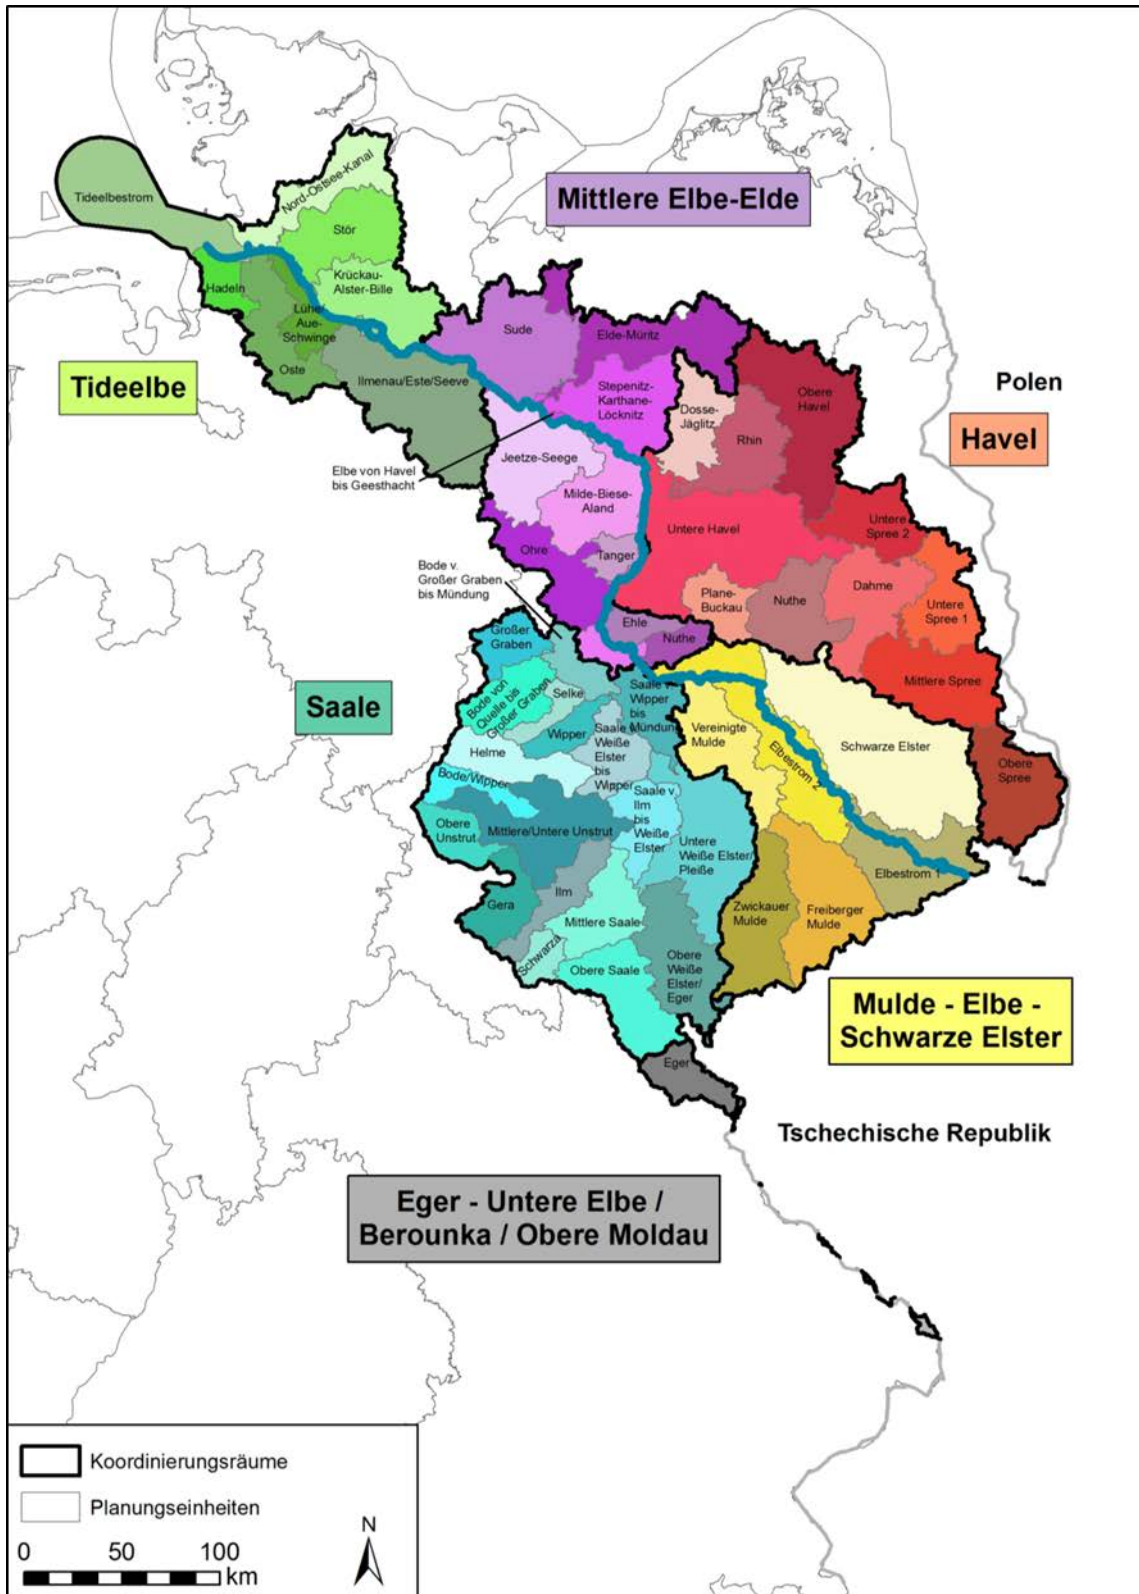 Nord-Ostsee-Kanal
Tideelbestrom
Mittlere Elbe-Elde
Stör
Krückau-
Alster-Bille
Hadeln
Lühe/
Aue-
Schwinge
Oste
Ilmenau/Este/Seeve
Tideelbe
Sude
Elde-Müritz
Stepenitz-
Karthane-
Löcknitz
Dosse-
Jäglitz
Rhin
Obere
Havel
Polen
Havel
Elbe von Havel
bis Geesthacht
Jeetze-Seege
Milde-Biese-
Aland
Untere Havel
Untere
Spree 2
Ohre
Tanger
Bode v.
Großer Graben
bis Mündung
Plane-
Buckau
Nuthe
Dahme
Untere
Spree 1
Ehle
Nuthe
Mittlere Spree
Obere
Spree
Großer
Graben
Bode von
Quelle bis
Großer Graben
Selke
Saale v.
Wipper
bis
Mündung
Saale
Wipper
Saale v.
Weiße
Elster
bis
Wipper
Helme
Bode/Wipper
Vereinigte
Mulde
Elbestrom 2
Schwarze Elster
Saale v.
Ilm
bis
Weiße
Elster
Obere
Unstrut
Mittlere/Untere Unstrut
Untere
Weiße Elster/
Pleiße
Elbestrom 1
Gera
Ilm
Mittlere Saale
Schwarza
Obere Saale
Obere
Weiße
Elster/
Eger
Zwickauer
Mulde
Freiberger
Mulde
Mulde - Elbe -
Schwarze Elster
Eger
Tschechische Republik
Eger - Untere Elbe /
Berounka / Obere Moldau
Koordinierungsräume
Planungseinheiten
N
0 50 100
km